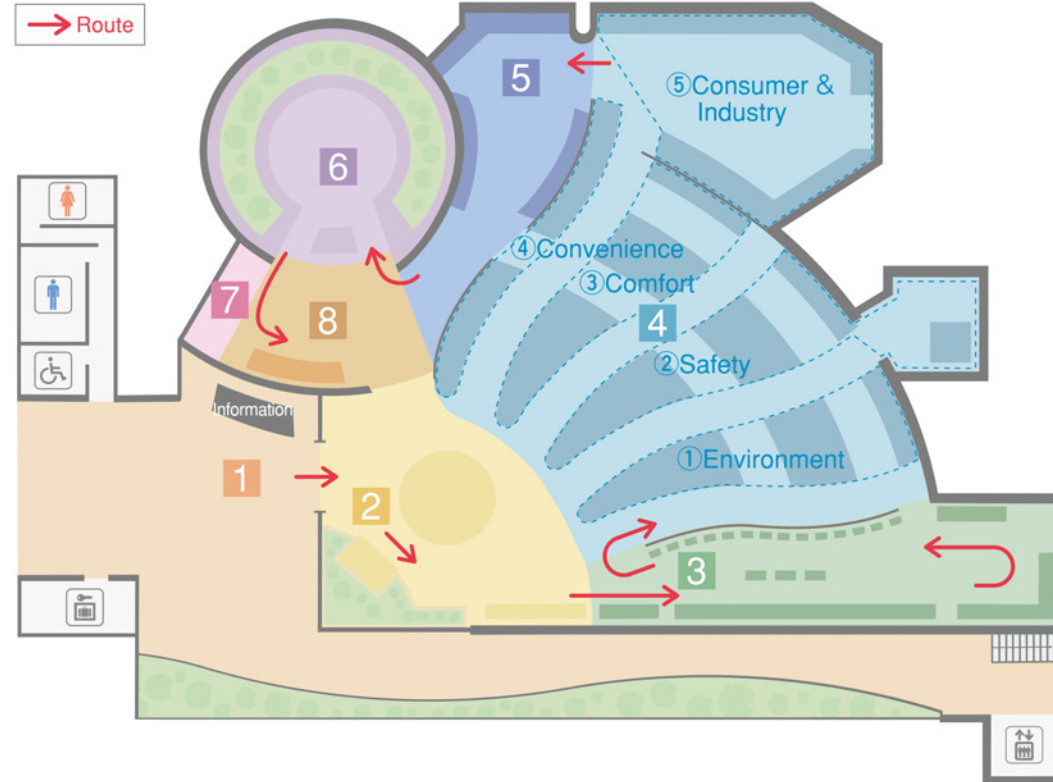 Route
5
⑤Consumer &
Industry
6
④Convenience
③Comfort
7
8
4
②Safety
Information
①Environment
1
2
3